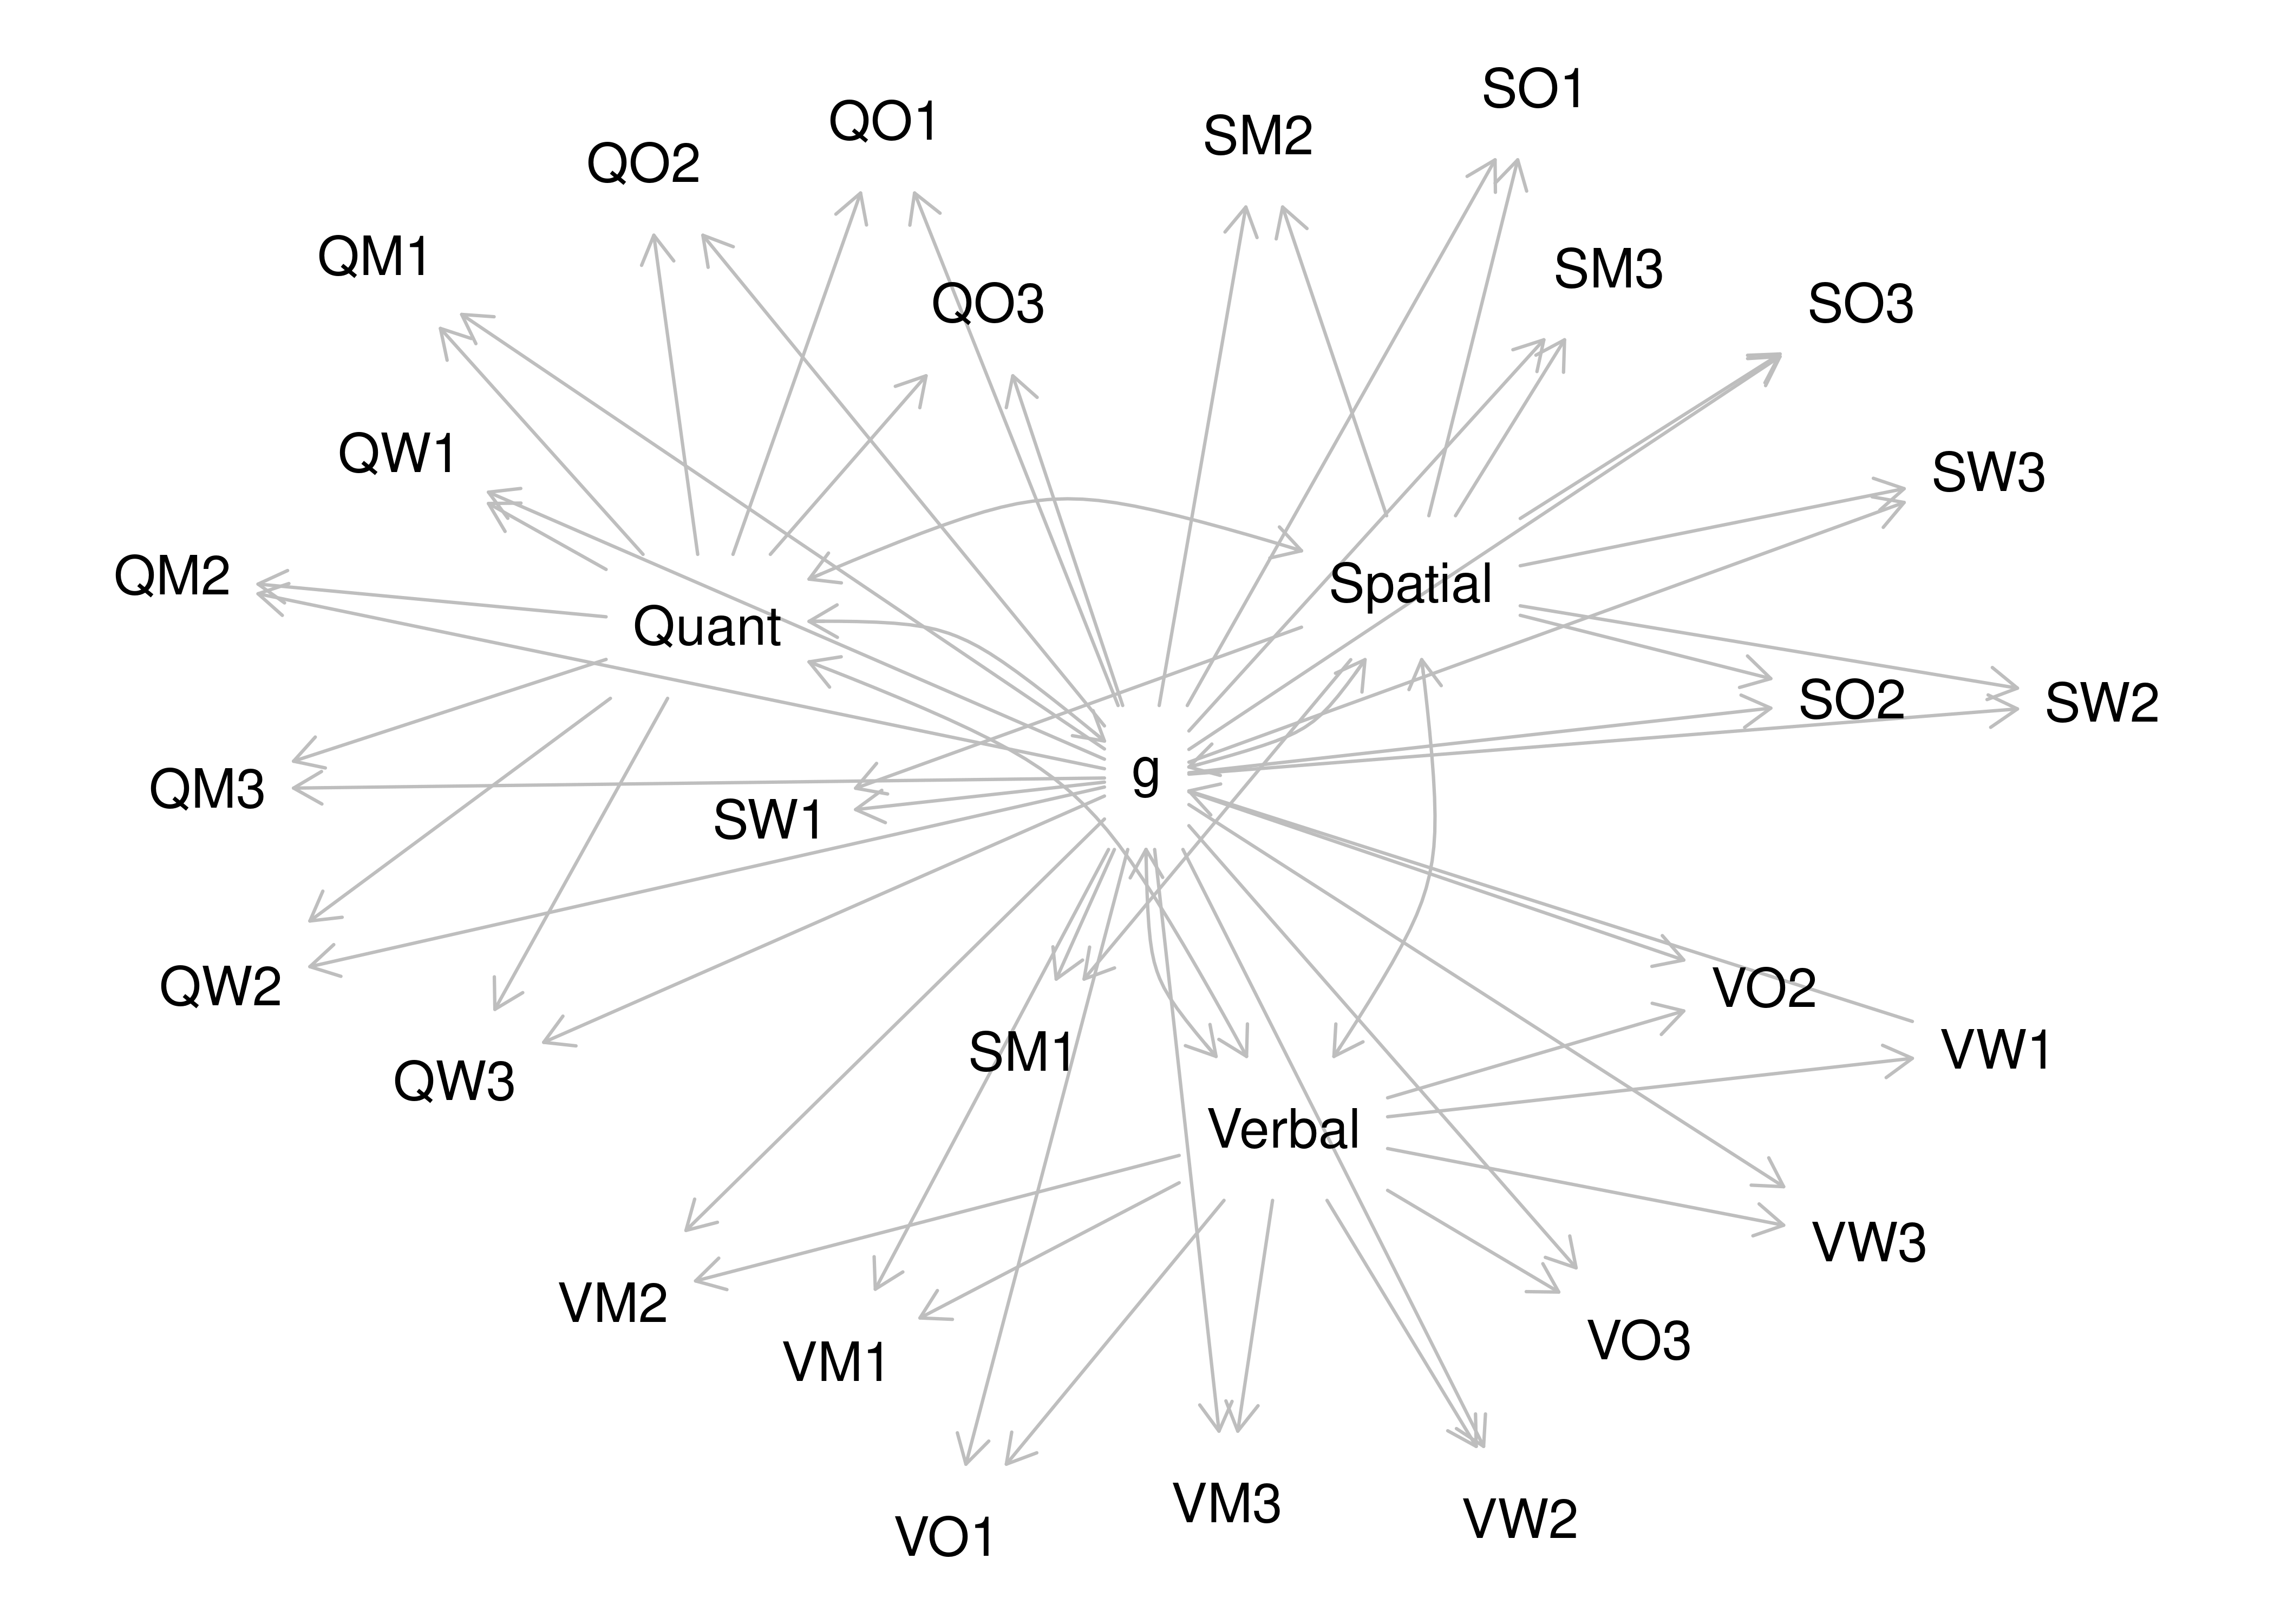 SO1
QO1
SM2
QO2
QM1
SM3
QO3
SO3
QW1
SW3
QM2
Spatial
Quant
SO2
SW2
g
QM3
SW1
QW2
VO2
SM1
VW1
QW3
Verbal
VW3
VM2
VO3
VM1
VM3
VW2
VO1